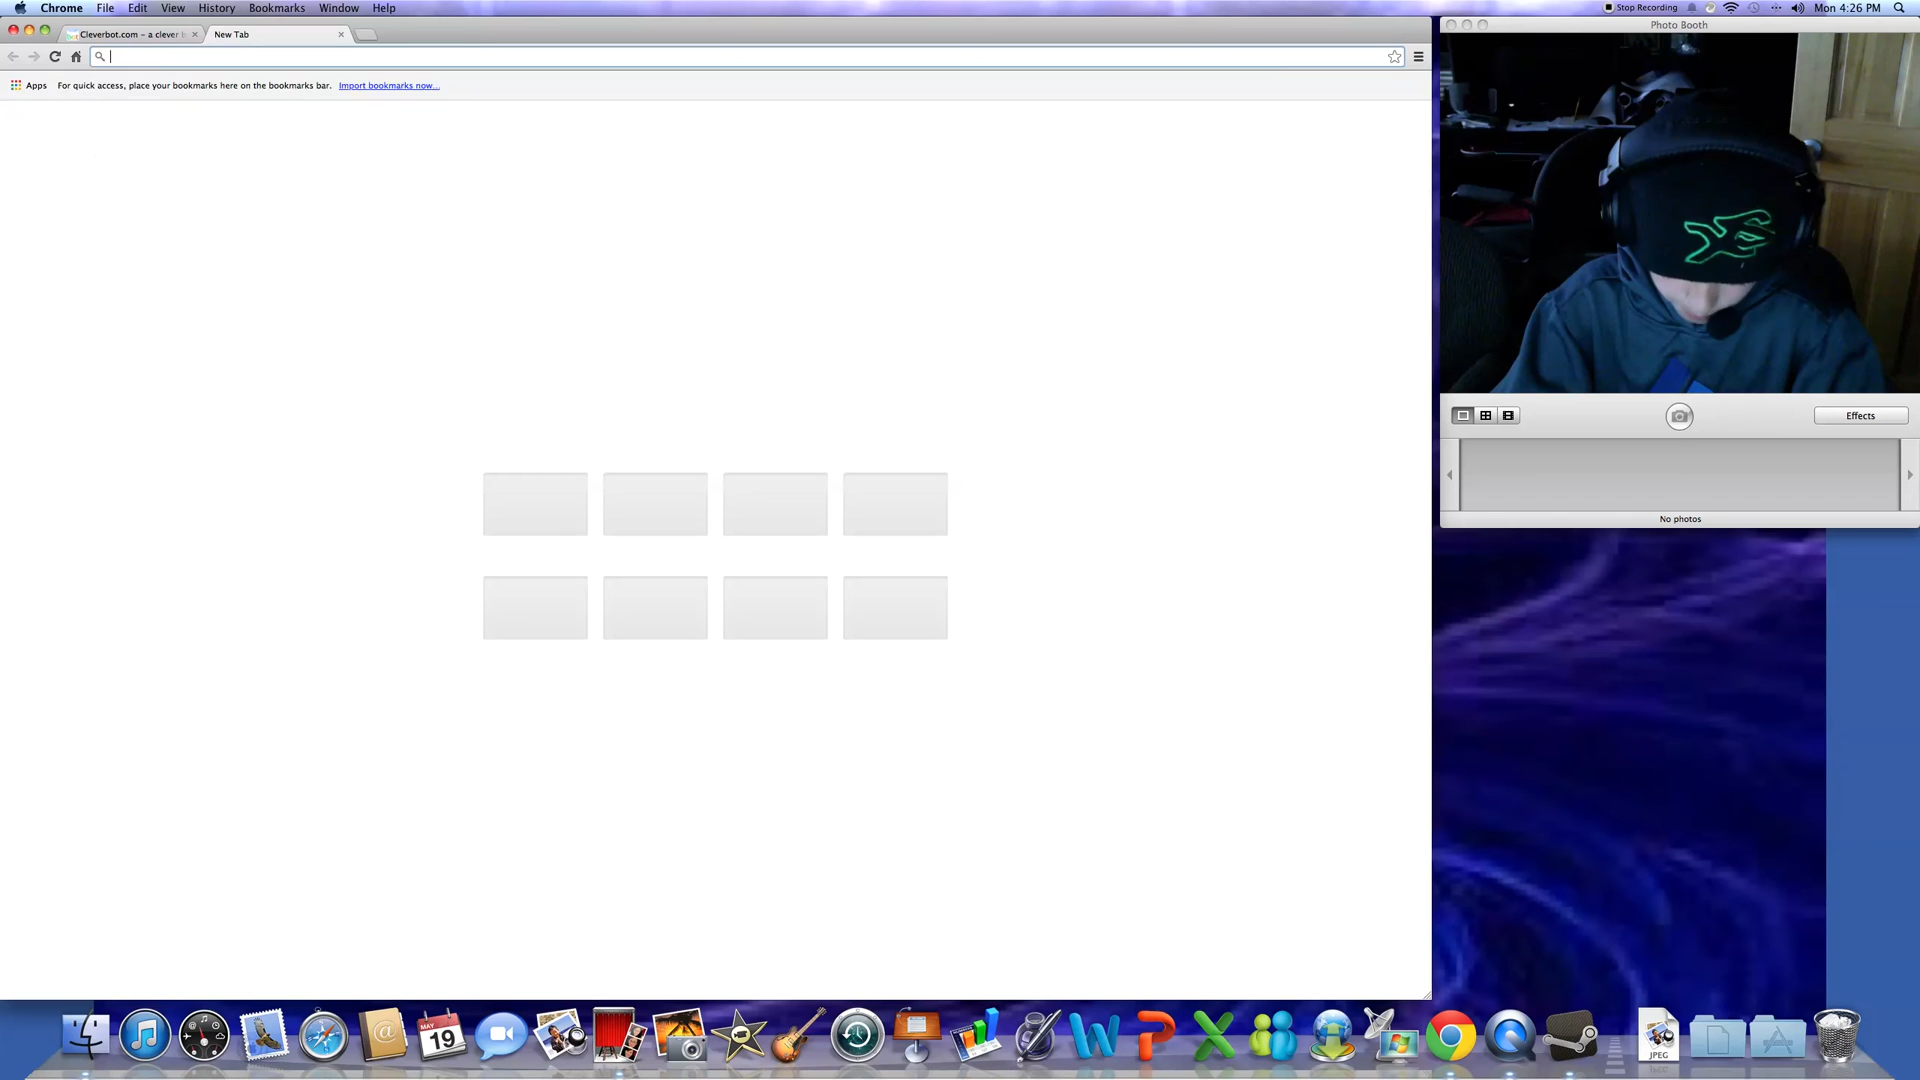 Chrome File Edit View History Bookmarks Window Help
Stop Recording Mon 4:26 PM
Cleverbot.com – a clever
New Tab
Photo Booth
Apps For quick access, place your bookmarks here on the bookmarks bar. Import bookmarks now...
Effects
No photos
MAY
19
W P X
JPEG